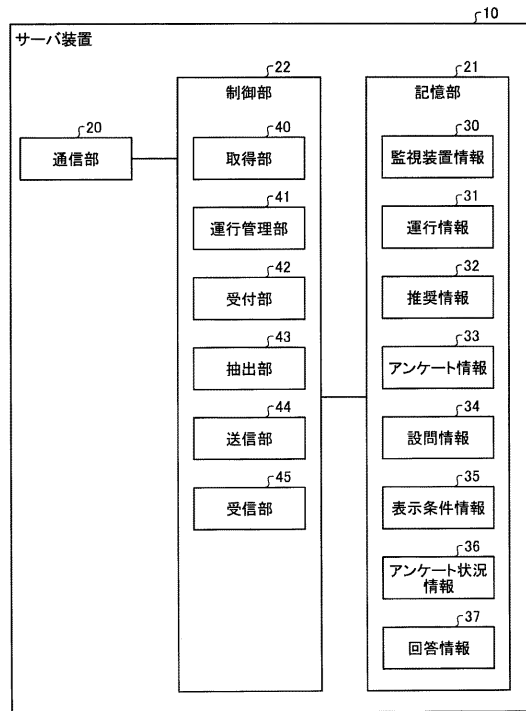 10
サーバ装置
20
通信部
22
制御部
40
取得部
41
運行管理部
42
受付部
43
抽出部
44
送信部
45
受信部
21
記憶部
30
監視装置情報
31
運行情報
32
推奨情報
33
アンケート情報
34
設問情報
35
表示条件情報
36
アンケート状況
情報
37
回答情報